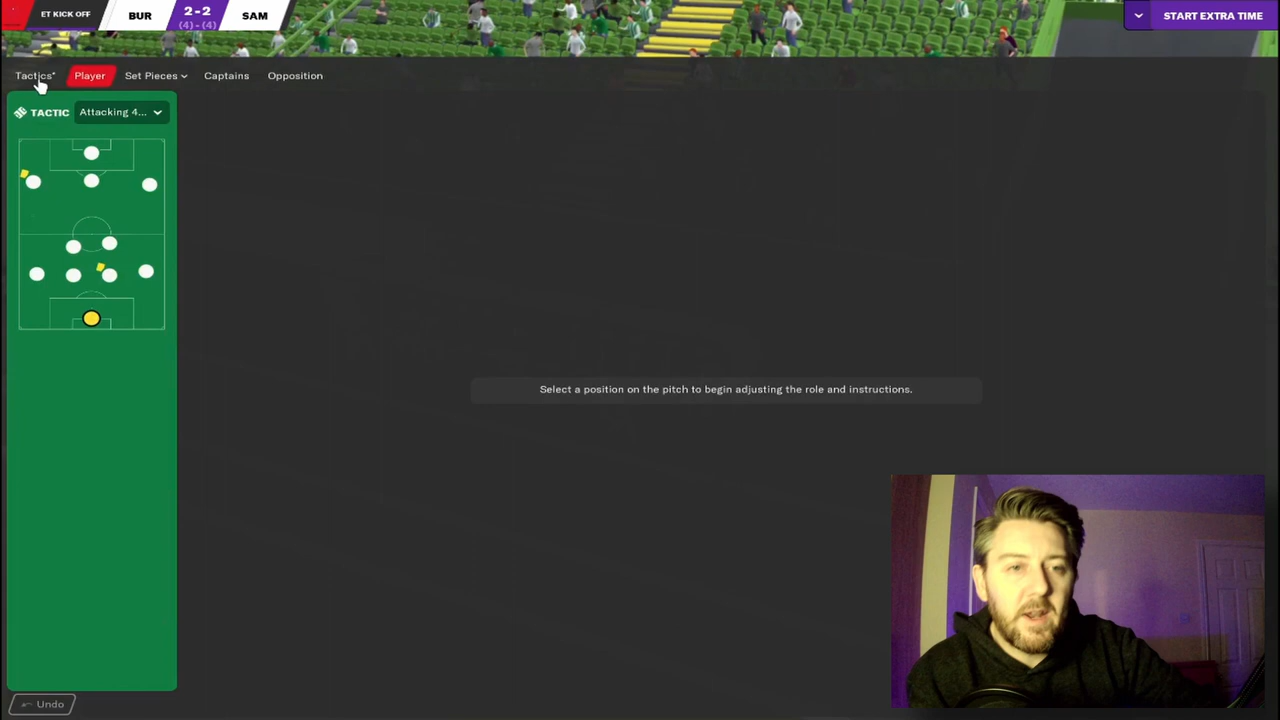 ET KICK OFF
BUR
2-2
(4) - (4)
SAM
START EXTRA TIME
Tactics*
Player
Set Pieces
Captains
Opposition
TACTIC
Attacking 4...
Select a position on the pitch to begin adjusting the role and instructions.
Undo